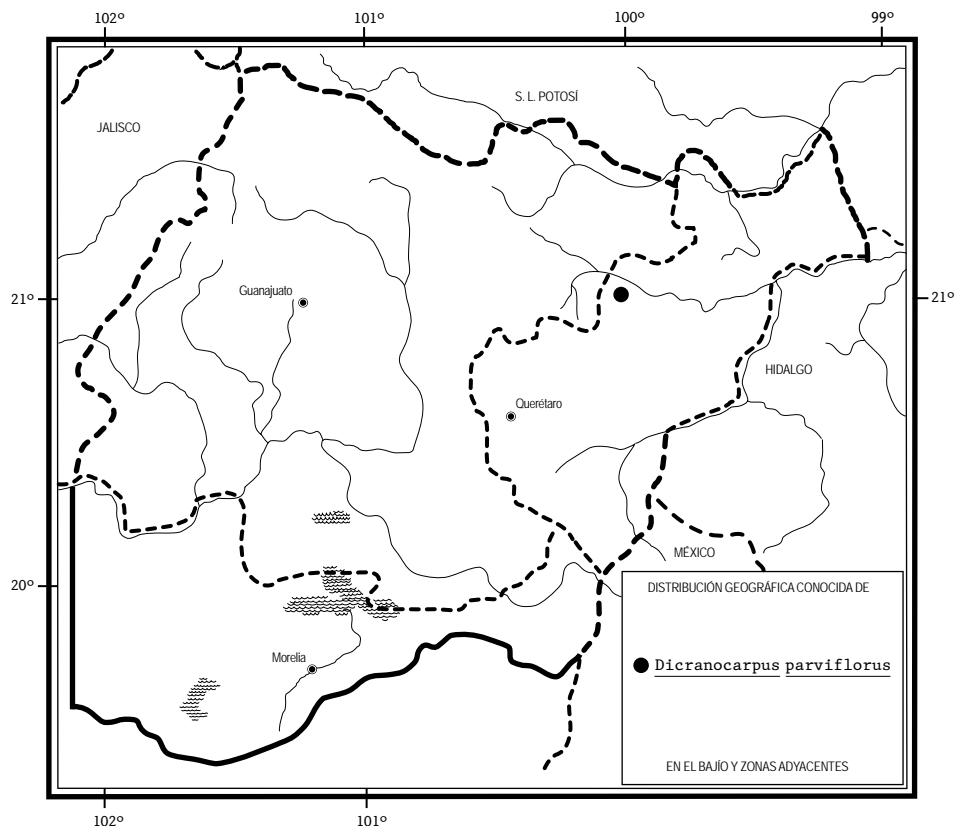 102° 101° 100° 99°
S. L. POTOSÍ
JALISCO
Guanajuato
21° 21°
HIDALGO
Querétaro
MÉXICO
20°
DISTRIBUCIÓN GEOGRÁFICA CONOCIDA DE
Morelia
Dicranocarpus parviflorus
EN EL BAJÍO Y ZONAS ADYACENTES
102° 101°